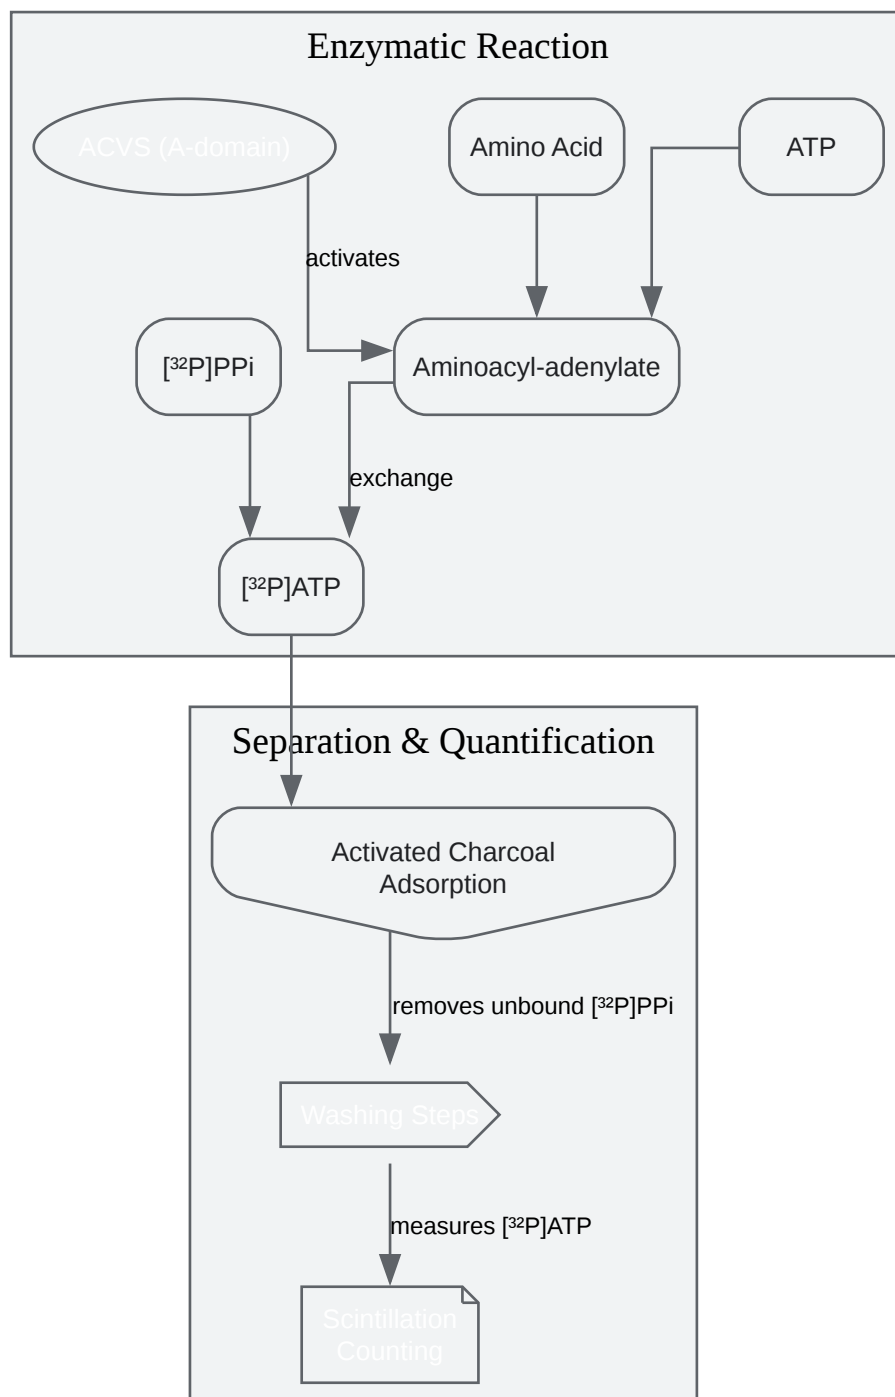 Enzymatic Reaction
ACVS (A-domain)
Amino Acid
ATP
activates
[³²P]PPi
Aminoacyl-adenylate
exchange
[³²P]ATP
Separation & Quantification
Activated Charcoal
Adsorption
removes unbound [³²P]PPi
Washing Steps
measures [³²P]ATP
Scintillation
Counting